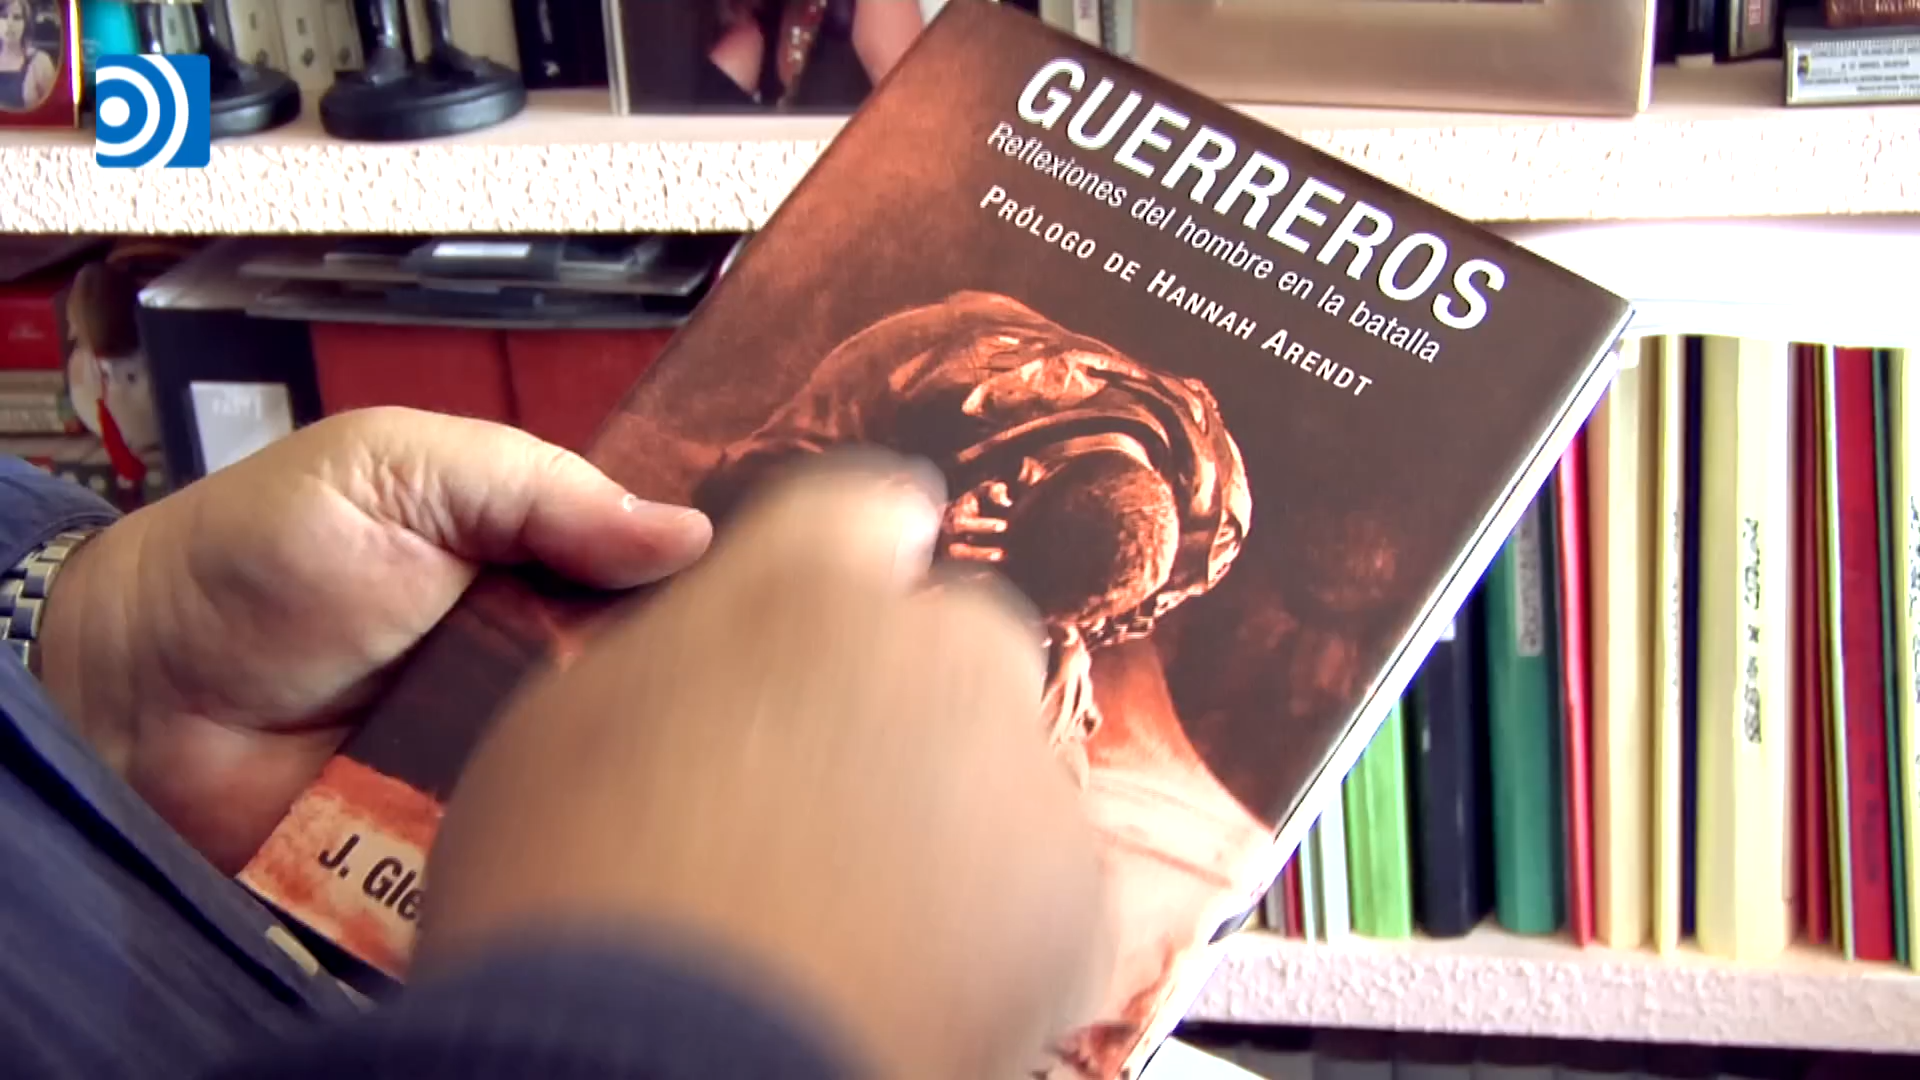 GUERREROS
Reflexiones del hombre en la batalla
PRÓLOGO DE HANNAH ARENDT
J. Gle